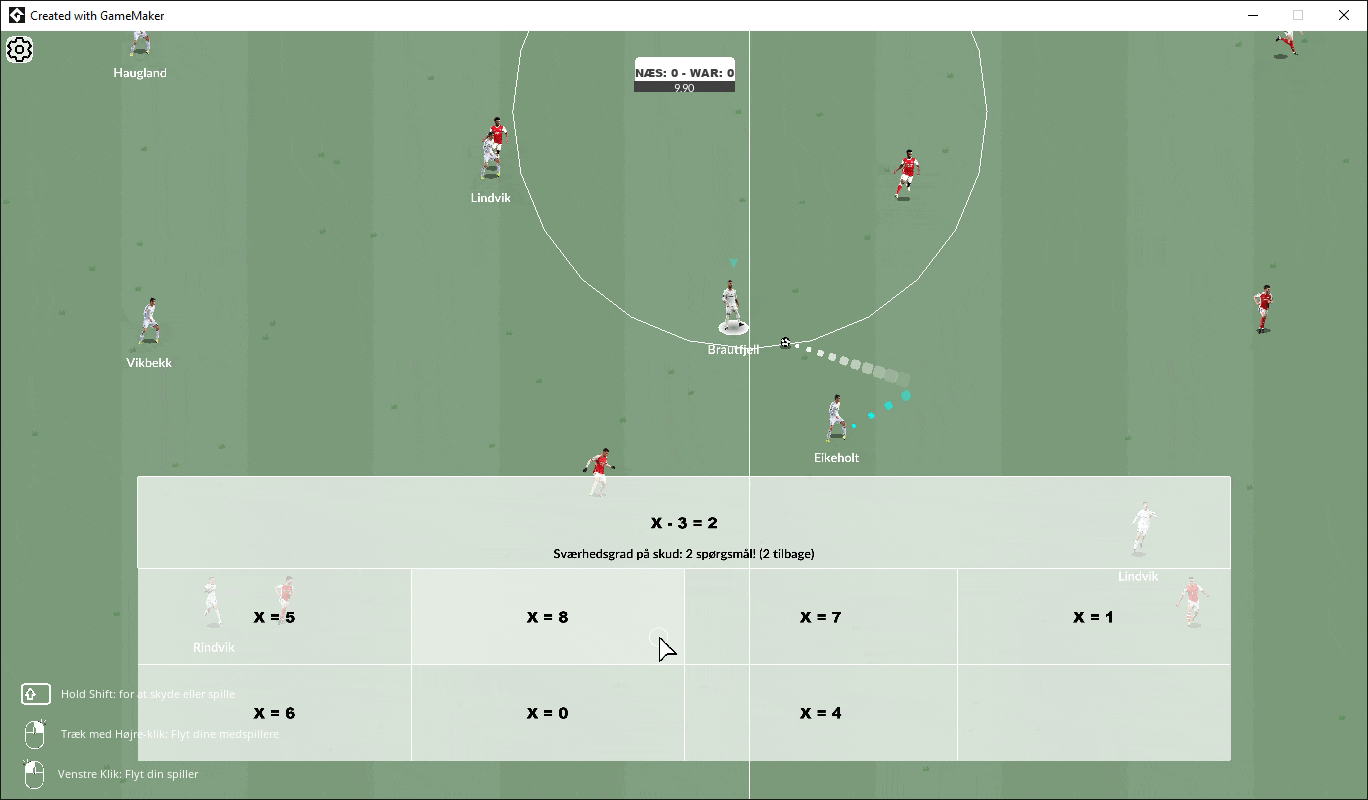 Created with GameMaker
Haugland
NÆS: 0 - WAR: 0
9.90
Lindvik
Vikbekk
Brautfjell
Eikeholt
X - 3 = 2
Sværhedsgrad på skud: 2 spørgsmål! (2 tilbage)
Lindvik
X = 5
X = 8
X = 7
X = 1
Rindvik
Hold Shift: for at skyde eller spille
X = 6
X = 0
X = 4
Træk med Højre-klik: Flyt dine medspillere
Venstre Klik: Flyt din spiller